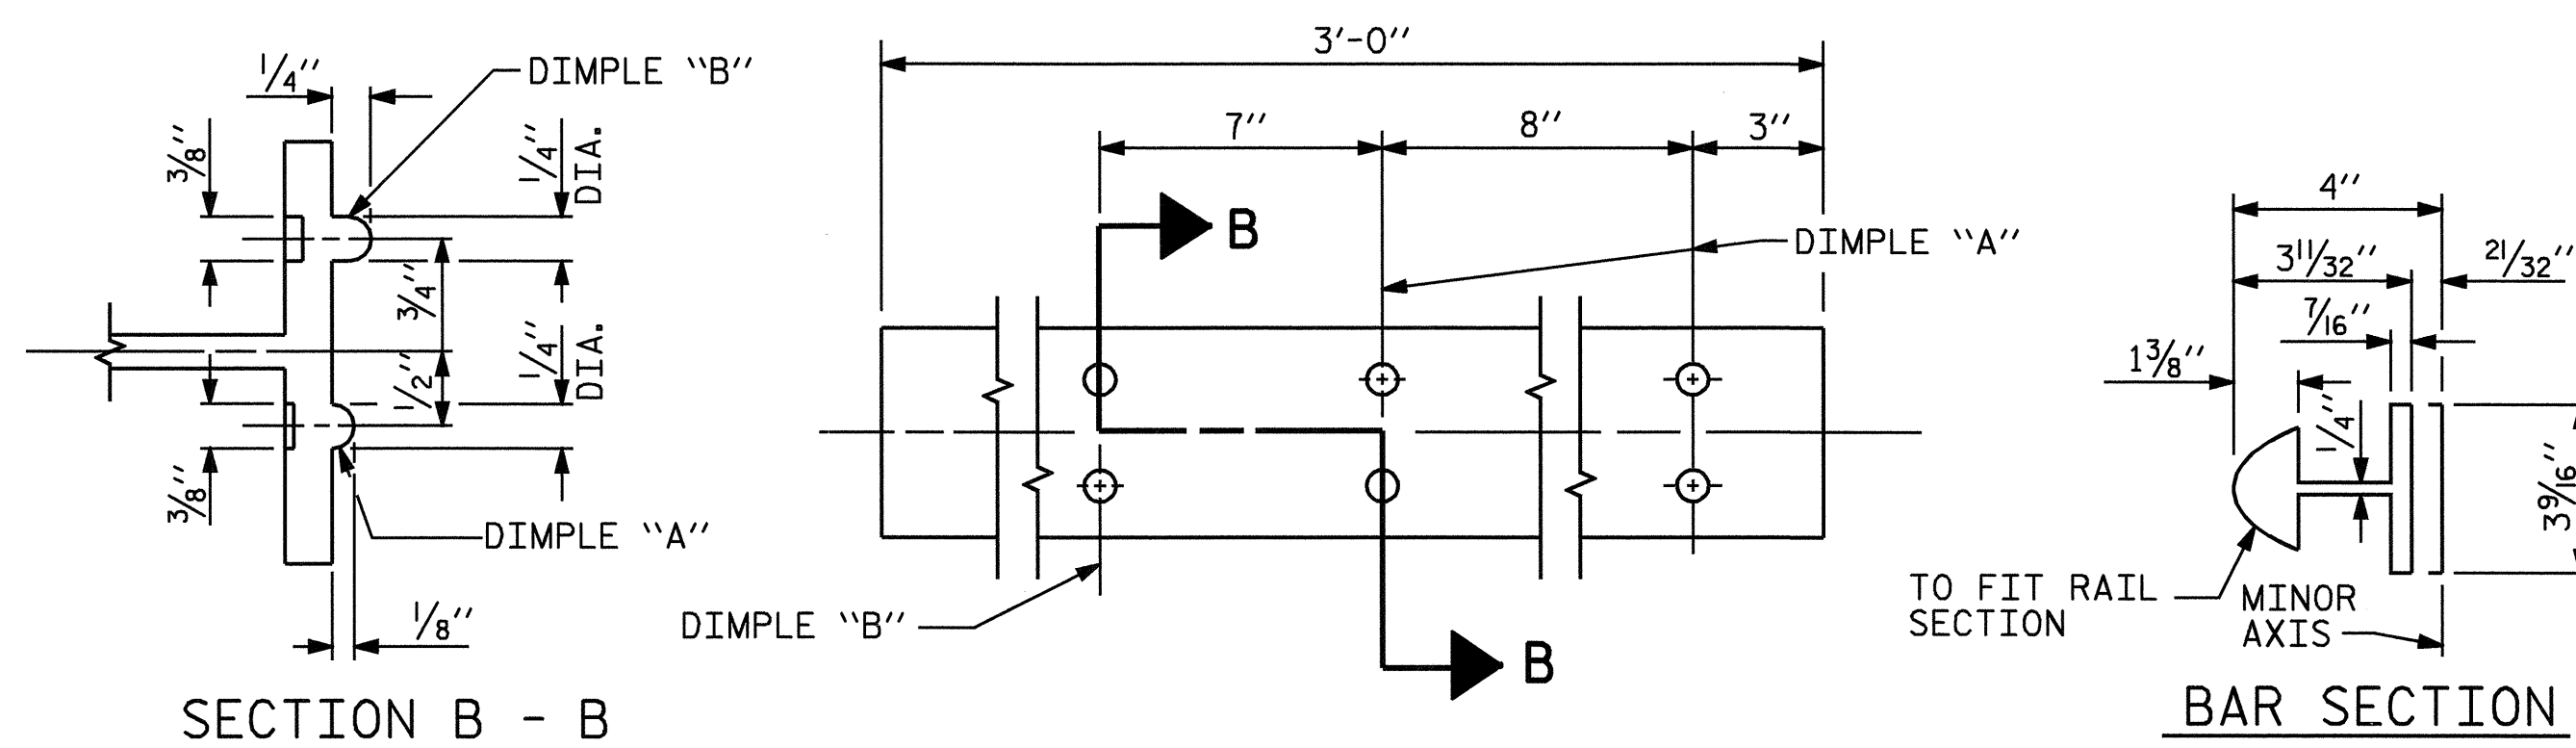 1/4"
DIMPLE "B"
3/8"
1/4" DIA.
3/4"
1/2"
1/4" DIA.
3/8"
DIMPLE "A"
1/8"
SECTION B - B
3'-0"
7"
8"
3"
B
DIMPLE "A"
DIMPLE "B"
B
4"
3 11/32"
21/32"
7/16"
1 3/8"
1/4"
3 9/16"
TO FIT RAIL
SECTION
MINOR
AXIS
BAR SECTION